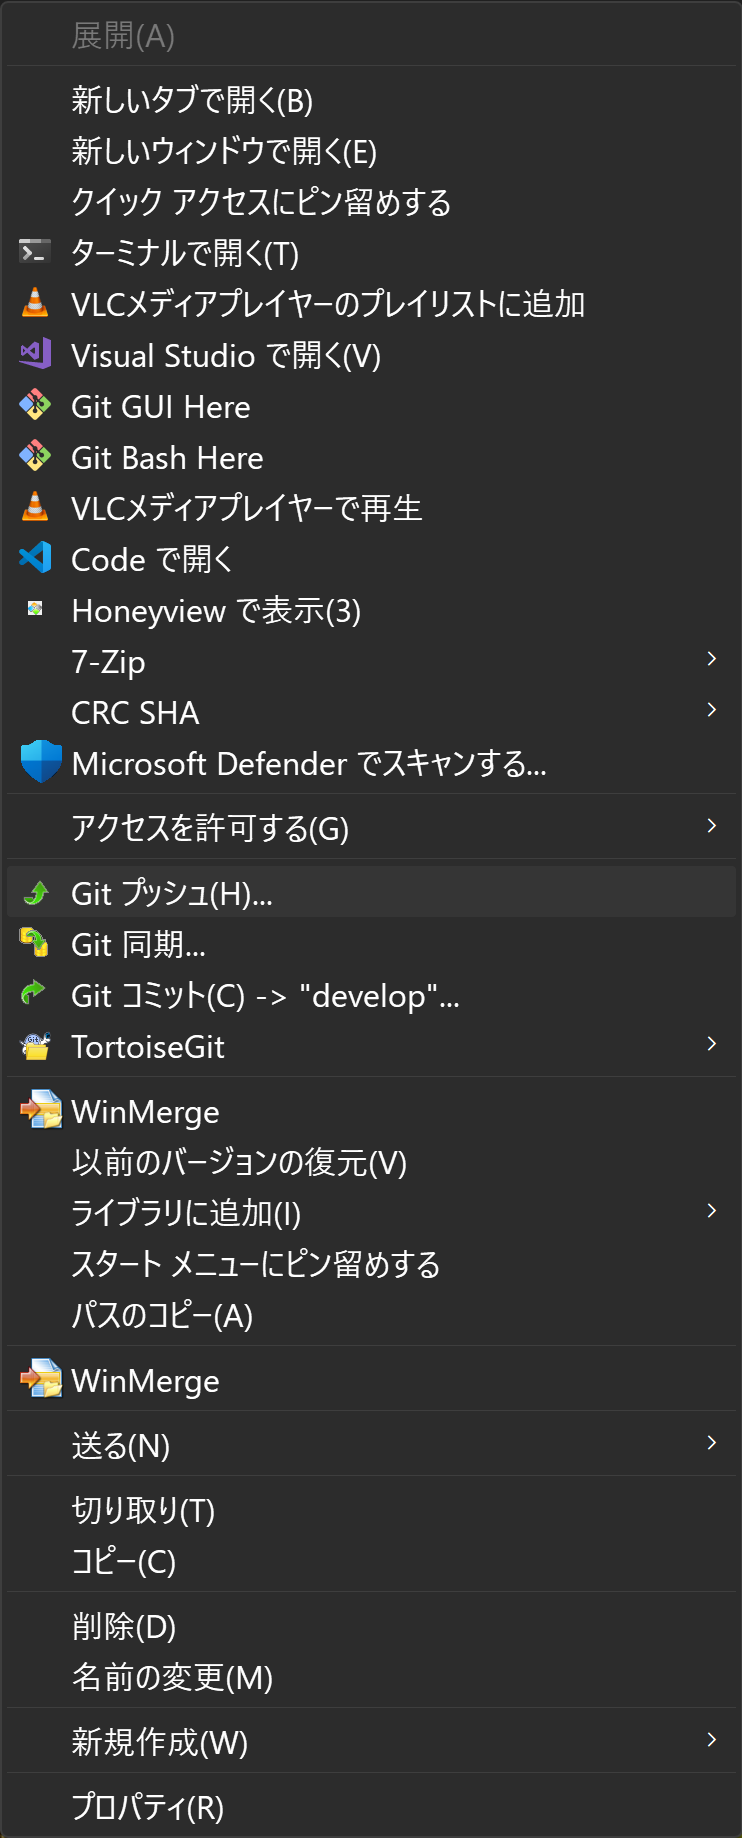 展開(A)
新しいタブで開く(B)
新しいウィンドウで開く(E)
クイック アクセスにピン留めする
ターミナルで開く(T)
VLCメディアプレイヤーのプレイリストに追加
Visual Studio で開く(V)
Git GUI Here
Git Bash Here
VLCメディアプレイヤーで再生
Code で開く
Honeyview で表示(3)
7-Zip
CRC SHA
Microsoft Defender でスキャンする...
アクセスを許可する(G)
Git プッシュ(H)...
Git 同期...
Git コミット(C) -> "develop"...
TortoiseGit
WinMerge
以前のバージョンの復元(V)
ライブラリに追加(I)
スタート メニューにピン留めする
パスのコピー(A)
WinMerge
送る(N)
切り取り(T)
コピー(C)
削除(D)
名前の変更(M)
新規作成(W)
プロパティ(R)